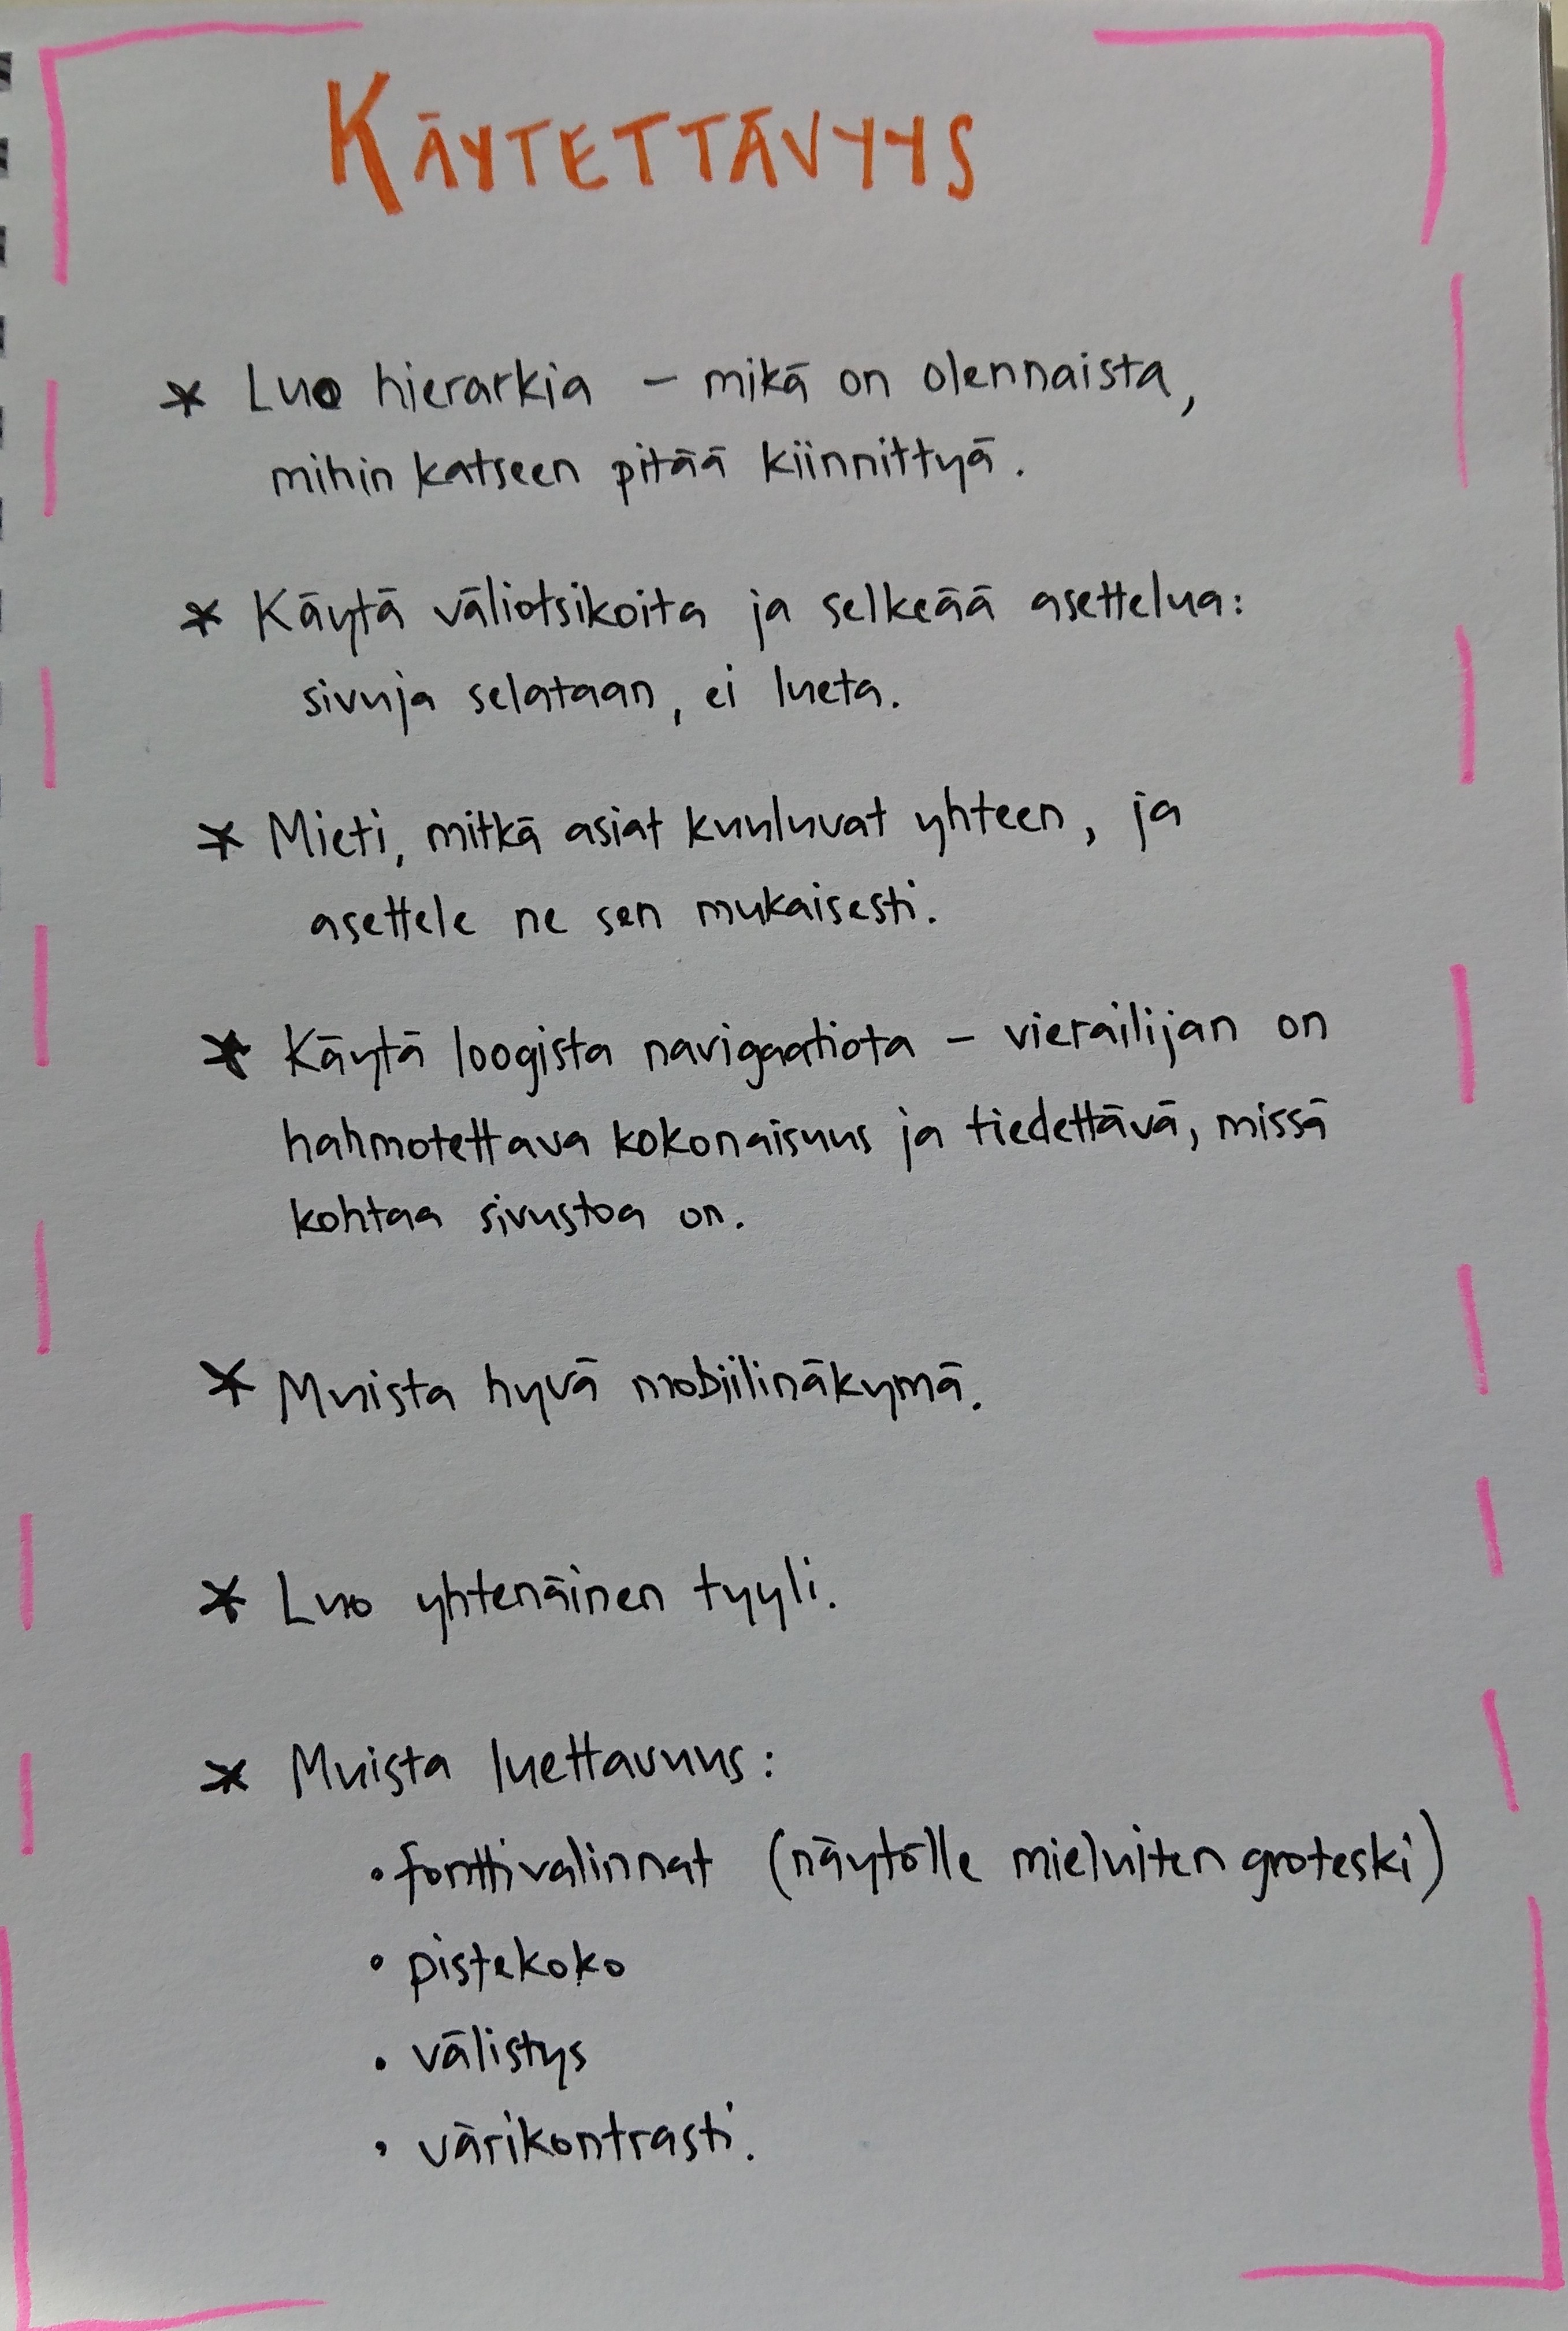 KÄYTETTÄVYYS
* Luo hierarkia – mikä on olennaista,
mihin katseen pitää kiinnittyä.
* Käytä väliotsikoita ja selkeää asettelua:
sivuja selataan, ei lueta.
* Mieti, mitkä asiat kuuluvat yhteen, ja
asettele ne sen mukaisesti.
* Käytä loogista navigaatiota – vierailijan on
hahmotettava kokonaisuus ja tiedettävä, missä
kohtaa sivustoa on.
* Muista hyvä mobiilinäkymä.
* Luo yhtenäinen tyyli.
* Muista luettavuus:
• fonttivalinnat (näytölle mieluiten groteski)
• pistekoko
• välistys
• värikontrasti.